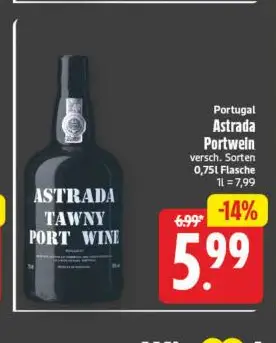 Portugal
Astrada
Portwein
versch. Sorten
0,75l Flasche
1l = 7,99
ASTRADA
TAWNY
PORT WINE
6.99*
-14%
5.99